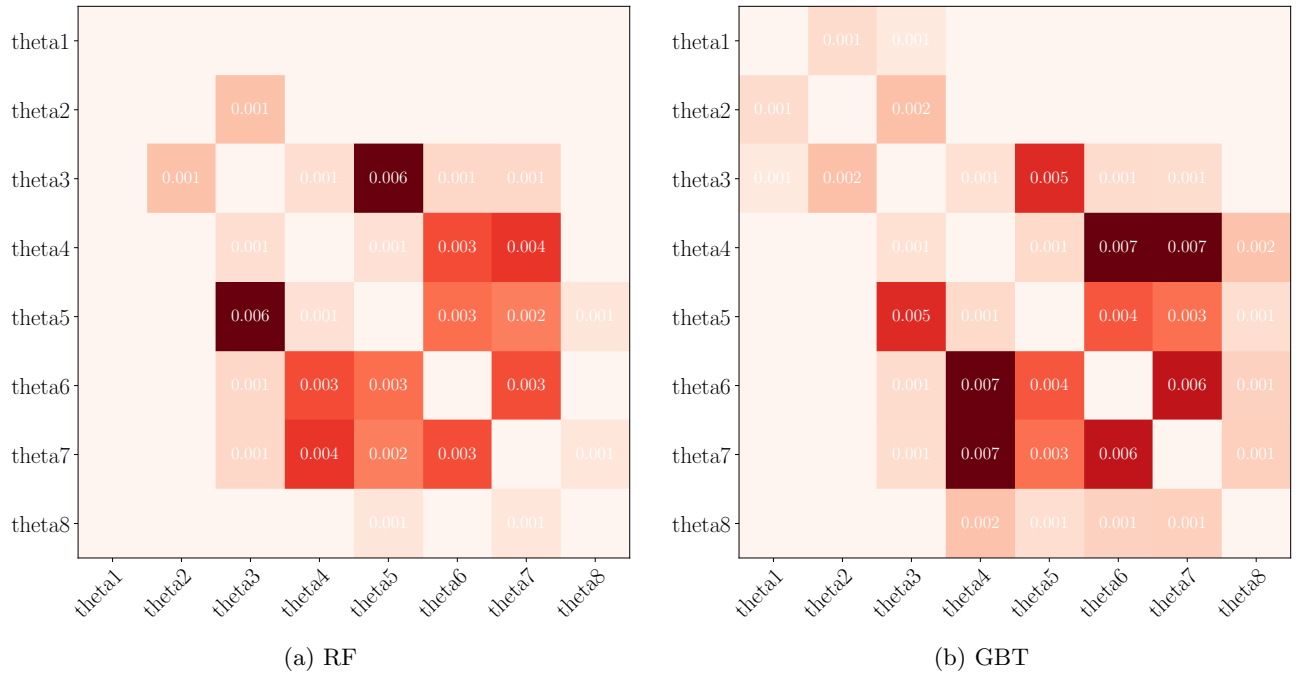 theta1
theta2 0.001
theta3 0.001 0.001 0.006 0.001 0.001
theta4 0.001 0.001 0.003 0.004
theta5 0.006 0.001 0.003 0.002 0.001
theta6 0.001 0.003 0.003 0.003
theta7 0.001 0.004 0.002 0.003 0.001
theta8 0.001 0.001
theta1 theta2 theta3 theta4 theta5 theta6 theta7 theta8
(a) RF
theta1 0.001 0.001
theta2 0.001 0.002
theta3 0.001 0.002 0.001 0.005 0.001 0.001
theta4 0.001 0.001 0.007 0.007 0.002
theta5 0.005 0.001 0.004 0.003 0.001
theta6 0.001 0.007 0.004 0.006 0.001
theta7 0.001 0.007 0.003 0.006 0.001
theta8 0.002 0.001 0.001 0.001
theta1 theta2 theta3 theta4 theta5 theta6 theta7 theta8
(b) GBT